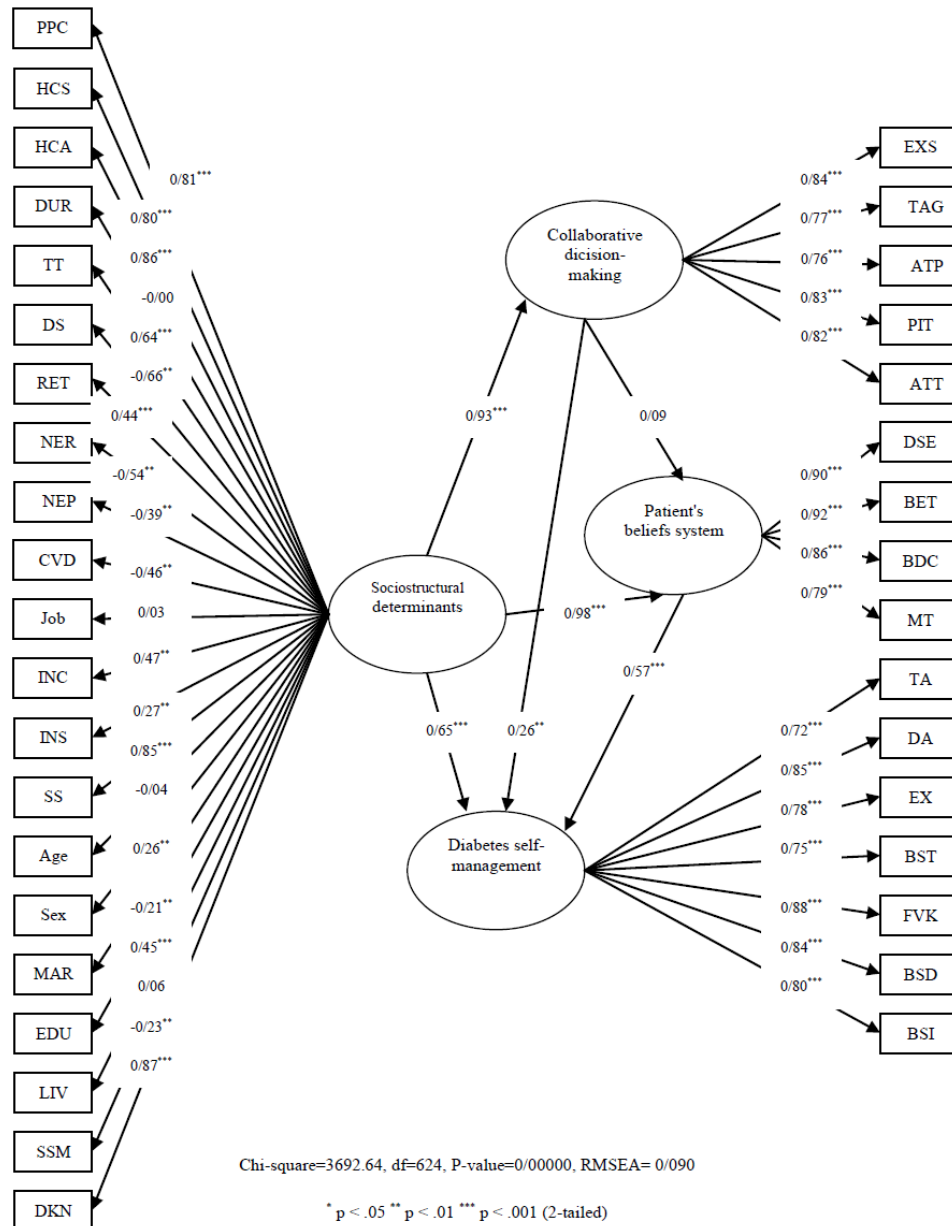 PPC
HCS
HCA
DUR
TT
DS
RET
NER
NEP
CVD
Job
INC
INS
SS
Age
Sex
MAR
EDU
LIV
SSM
DKN
0/81***
0/80***
0/86***
-0/00
0/64***
-0/66**
0/44***
-0/54**
-0/39**
-0/46**
0/03
0/47**
0/27**
0/85***
-0/04
0/26**
-0/21**
0/45***
0/06
-0/23**
0/87***
Sociostructural
determinants
0/93***
0/98***
0/65***
Collaborative
dicision-
making
0/09
0/26**
Patient's
beliefs system
0/57***
Diabetes self-
management
0/84***
0/77***
0/76***
0/83***
0/82***
0/90***
0/92***
0/86***
0/79***
0/72***
0/85***
0/78***
0/75***
0/88***
0/84***
0/80***
EXS
TAG
ATP
PIT
ATT
DSE
BET
BDC
MT
TA
DA
EX
BST
FVK
BSD
BSI
Chi-square=3692.64, df=624, P-value=0/00000, RMSEA= 0/090
* p < .05 ** p < .01 *** p < .001 (2-tailed)